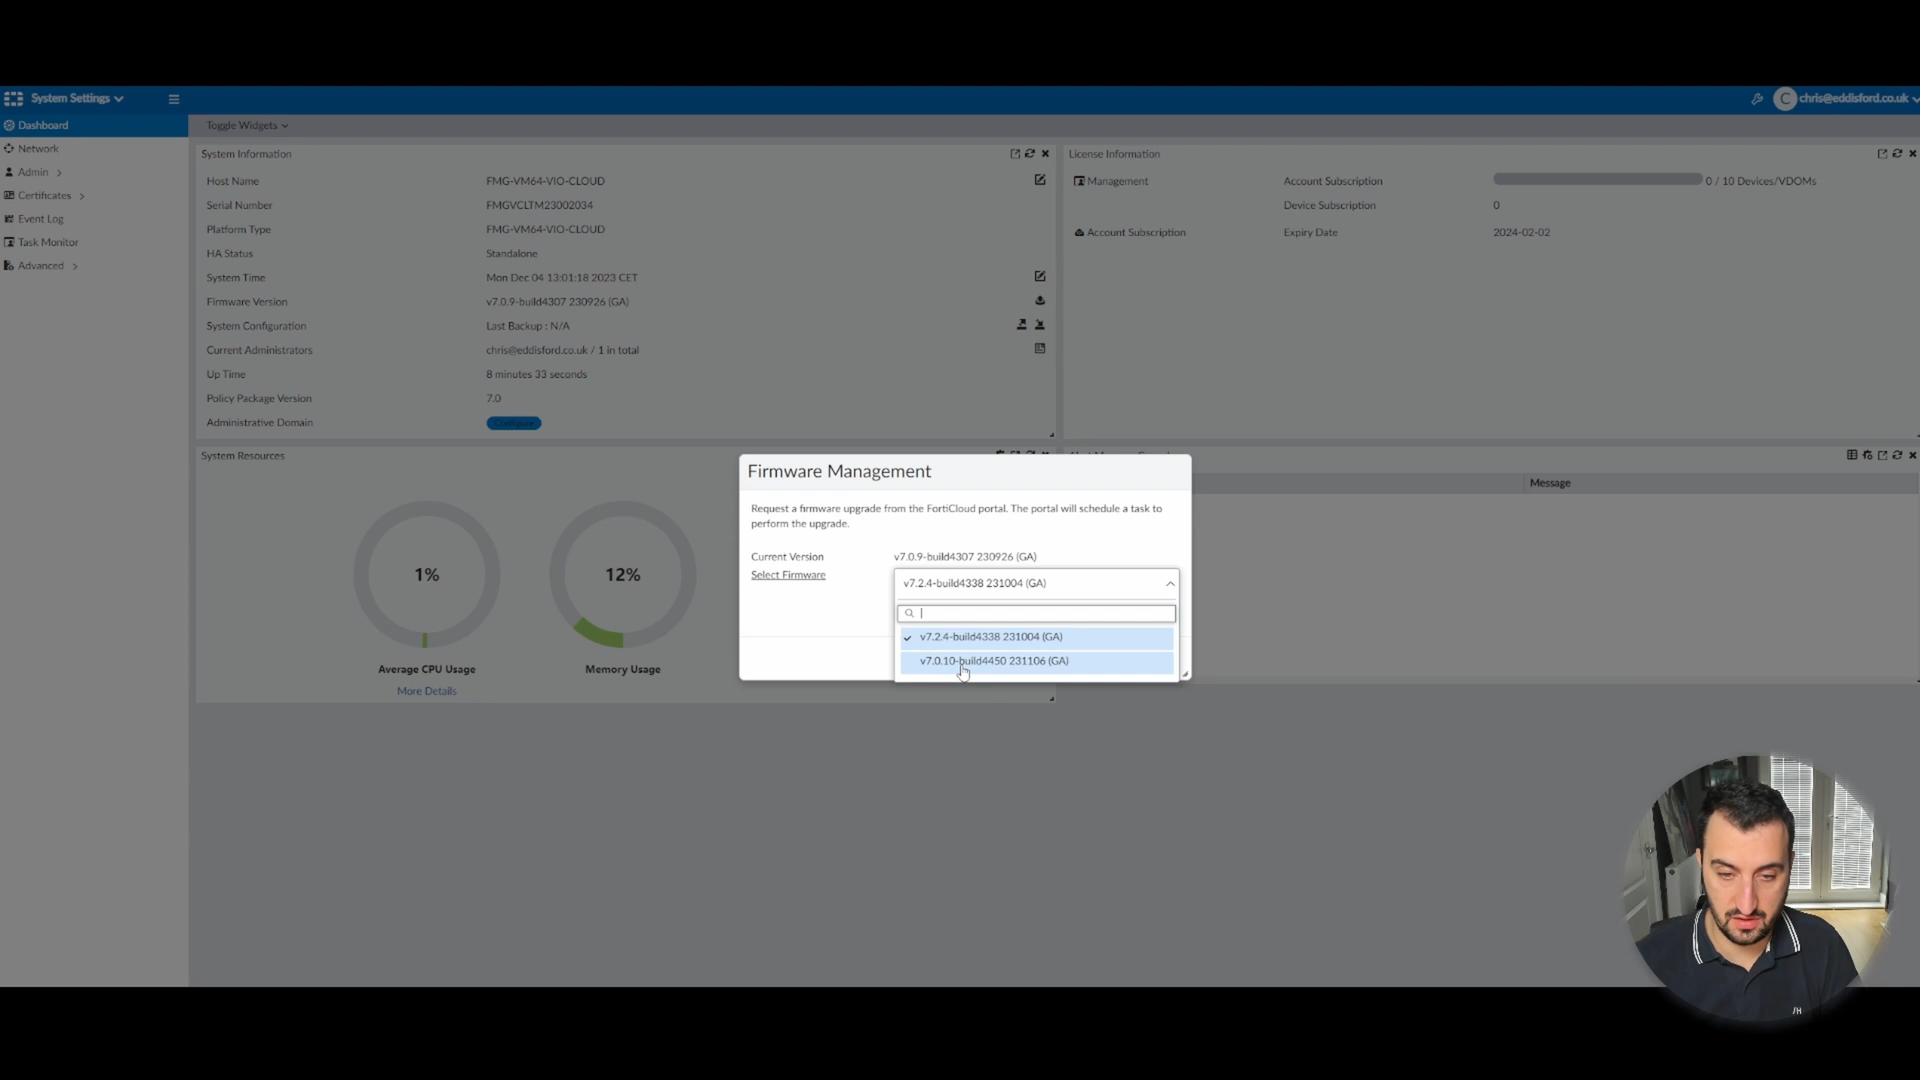 System Settings
C chris@eddisford.co.uk
Dashboard
Network
Admin
Certificates
Event Log
Task Monitor
Advanced
Toggle Widgets
System Information
Host Name FMG-VM64-VIO-CLOUD
Serial Number FMGVCLTM23002034
Platform Type FMG-VM64-VIO-CLOUD
HA Status Standalone
System Time Mon Dec 04 13:01:18 2023 CET
Firmware Version v7.0.9-build4307 230926 (GA)
System Configuration Last Backup : N/A
Current Administrators chris@eddisford.co.uk / 1 in total
Up Time 8 minutes 33 seconds
Policy Package Version 7.0
Administrative Domain Configure
License Information
Management Account Subscription 0 / 10 Devices/VDOMs
Device Subscription 0
Account Subscription Expiry Date 2024-02-02
System Resources
1%
12%
Average CPU Usage
Memory Usage
More Details
Message
Firmware Management
Request a firmware upgrade from the FortiCloud portal. The portal will schedule a task to
perform the upgrade.
Current Version v7.0.9-build4307 230926 (GA)
Select Firmware
v7.2.4-build4338 231004 (GA)
v7.2.4-build4338 231004 (GA)
v7.0.10-build4450 231106 (GA)